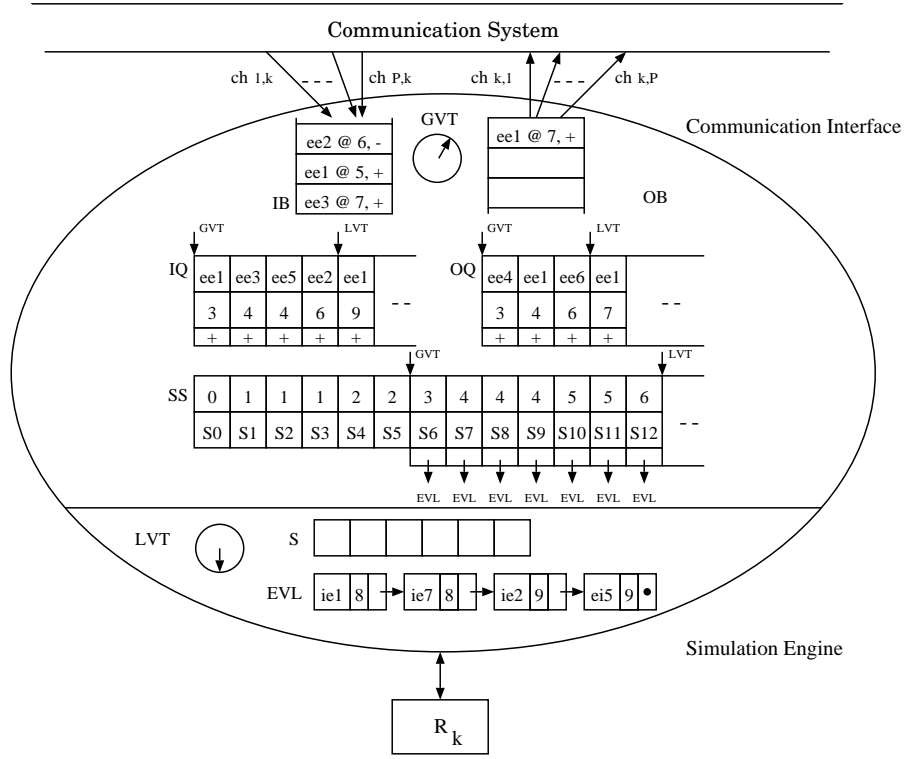 Communication System
ch 1,k - - - ch P,k ch k,1 - - - ch k,P
GVT
Communication Interface
ee2 @ 6, - ee1 @ 7, +
ee1 @ 5, +
IB ee3 @ 7, + OB
GVT LVT GVT LVT
IQ ee1 ee3 ee5 ee2 ee1 OQ ee4 ee1 ee6 ee1
3 4 4 6 9 - - 3 4 6 7 - -
+ + + + + + + + +
GVT LVT
SS 0 1 1 1 2 2 3 4 4 4 5 5 6
S0 S1 S2 S3 S4 S5 S6 S7 S8 S9 S10 S11 S12 - -
EVL EVL EVL EVL EVL EVL EVL
LVT S
EVL ie1 8 ie7 8 ie2 9 ei5 9
Simulation Engine
R k